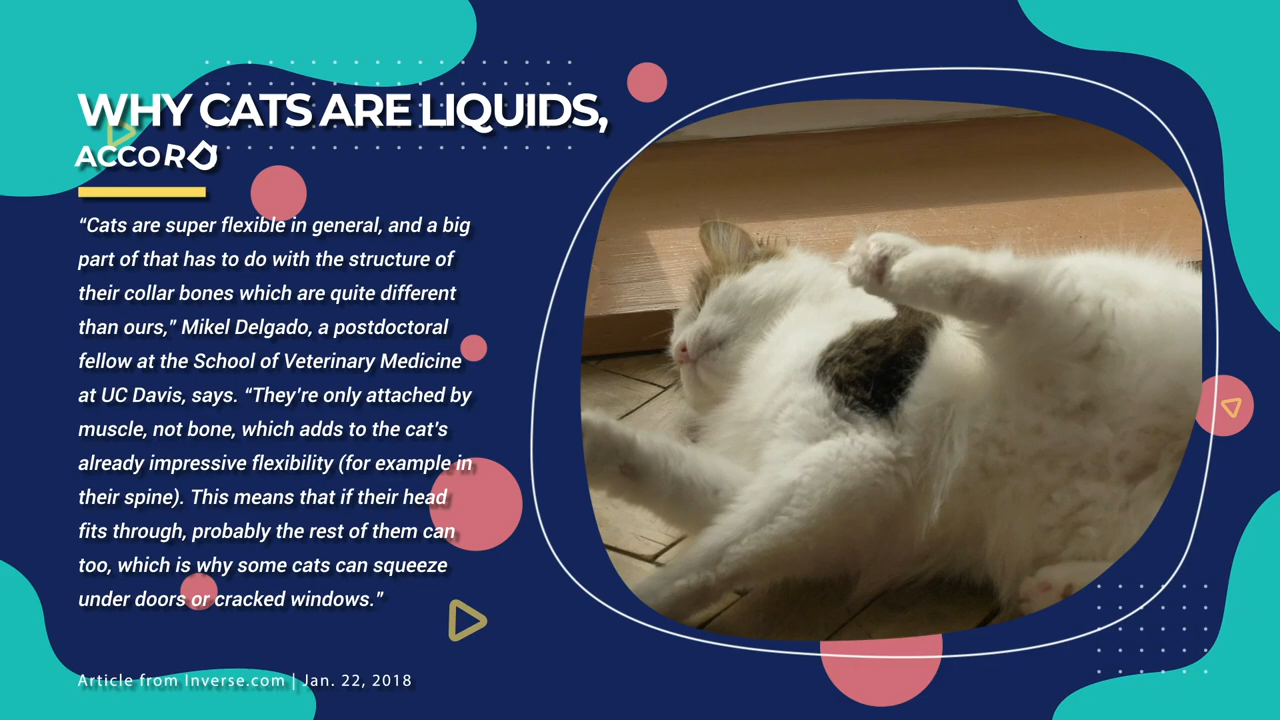 WHY CATS ARE LIQUIDS,
ACCORD
“Cats are super flexible in general, and a big
part of that has to do with the structure of
their collar bones which are quite different
than ours,” Mikel Delgado, a postdoctoral
fellow at the School of Veterinary Medicine
at UC Davis, says. “They’re only attached by
muscle, not bone, which adds to the cat’s
already impressive flexibility (for example in
their spine). This means that if their head
fits through, probably the rest of them can
too, which is why some cats can squeeze
under doors or cracked windows.”
Article from Inverse.com | Jan. 22, 2018